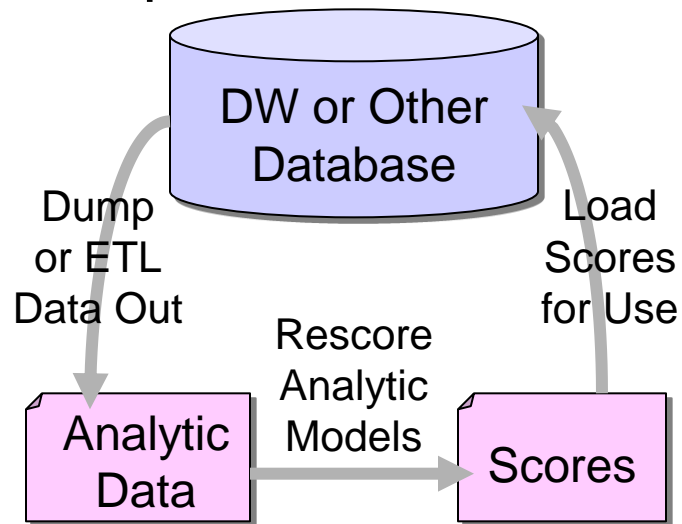 DW or Other
Database
Dump
or ETL
Data Out
Load
Scores
for Use
Rescore
Analytic
Models
Analytic
Data
Scores